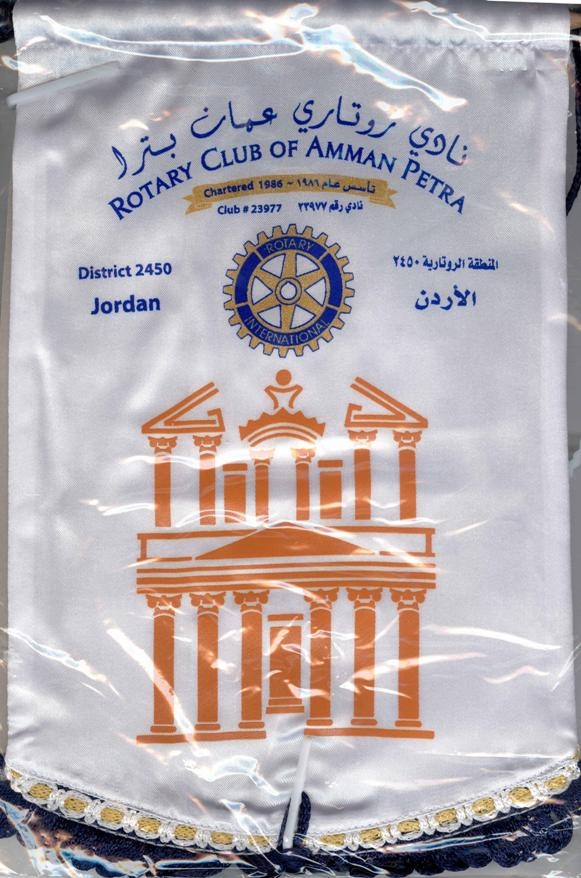 نادي روتاري عمان بترا
ROTARY CLUB OF AMMAN PETRA
Chartered 1986 ~ تأسس عام ١٩٨٦
Club # 23977 نادي رقم ٢٣٩٧٧
District 2450
Jordan
المنطقة الروتارية ٢٤٥٠
الأردن
ROTARY
INTERNATIONAL